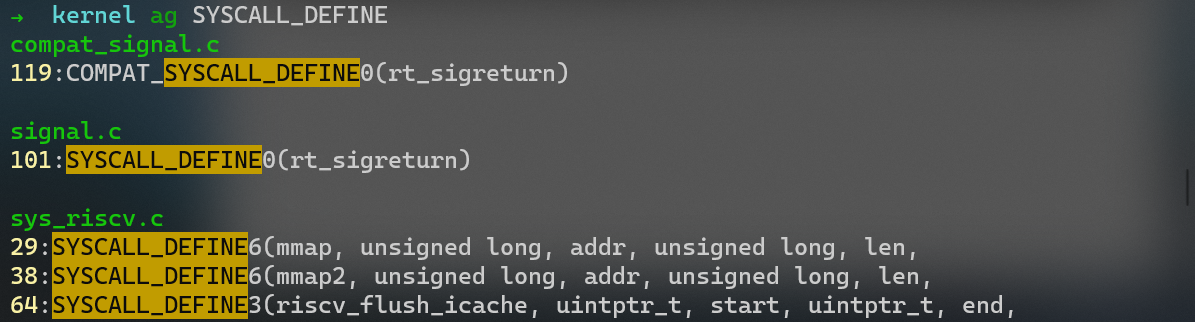 → kernel ag SYSCALL_DEFINE
compat_signal.c
119:COMPAT_SYSCALL_DEFINE0(rt_sigreturn)
signal.c
101:SYSCALL_DEFINE0(rt_sigreturn)
sys_riscv.c
29:SYSCALL_DEFINE6(mmap, unsigned long, addr, unsigned long, len,
38:SYSCALL_DEFINE6(mmap2, unsigned long, addr, unsigned long, len,
64:SYSCALL_DEFINE3(riscv_flush_icache, uintptr_t, start, uintptr_t, end,